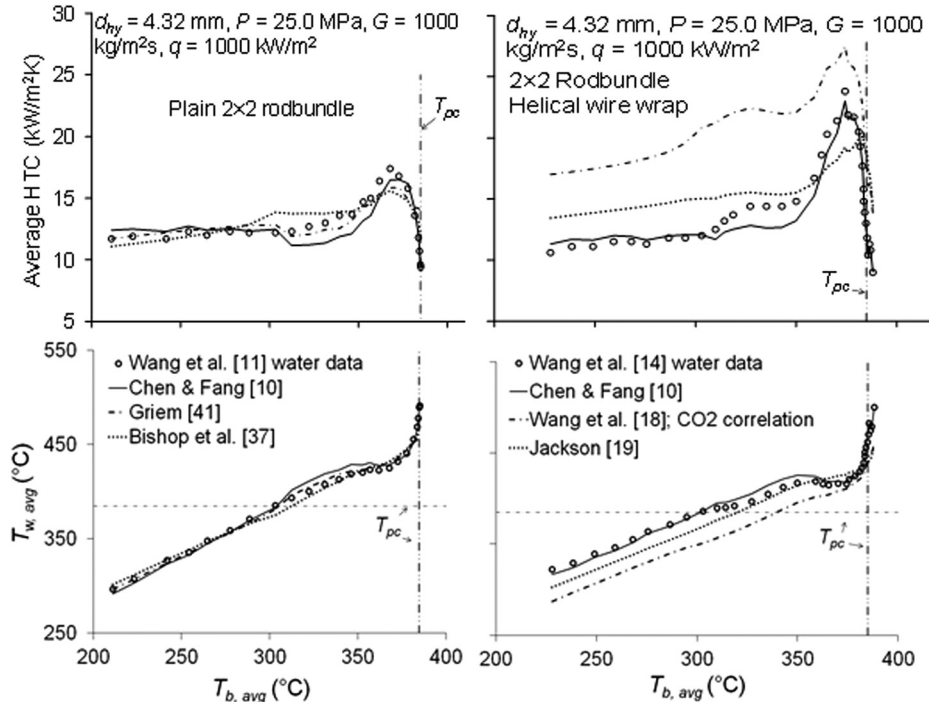 d_hy = 4.32 mm, P = 25.0 MPa, G = 1000
kg/m²s, q = 1000 kW/m²
Plain 2×2 rodbundle
T_pc
Average HTC (kW/m²K)
30
25
20
15
10
5
d_hy = 4.32 mm, P = 25.0 MPa, G = 1000
kg/m²s, q = 1000 kW/m²
2×2 Rodbundle
Helical wire wrap
T_pc
Wang et al. [11] water data
Chen & Fang [10]
Griem [41]
Bishop et al. [37]
T_pc
T_w, avg (°C)
550
450
350
250
200
250
300
350
400
T_b, avg (°C)
Wang et al. [14] water data
Chen & Fang [10]
Wang et al. [18]; CO2 correlation
Jackson [19]
T_pc
200
250
300
350
400
T_b, avg (°C)